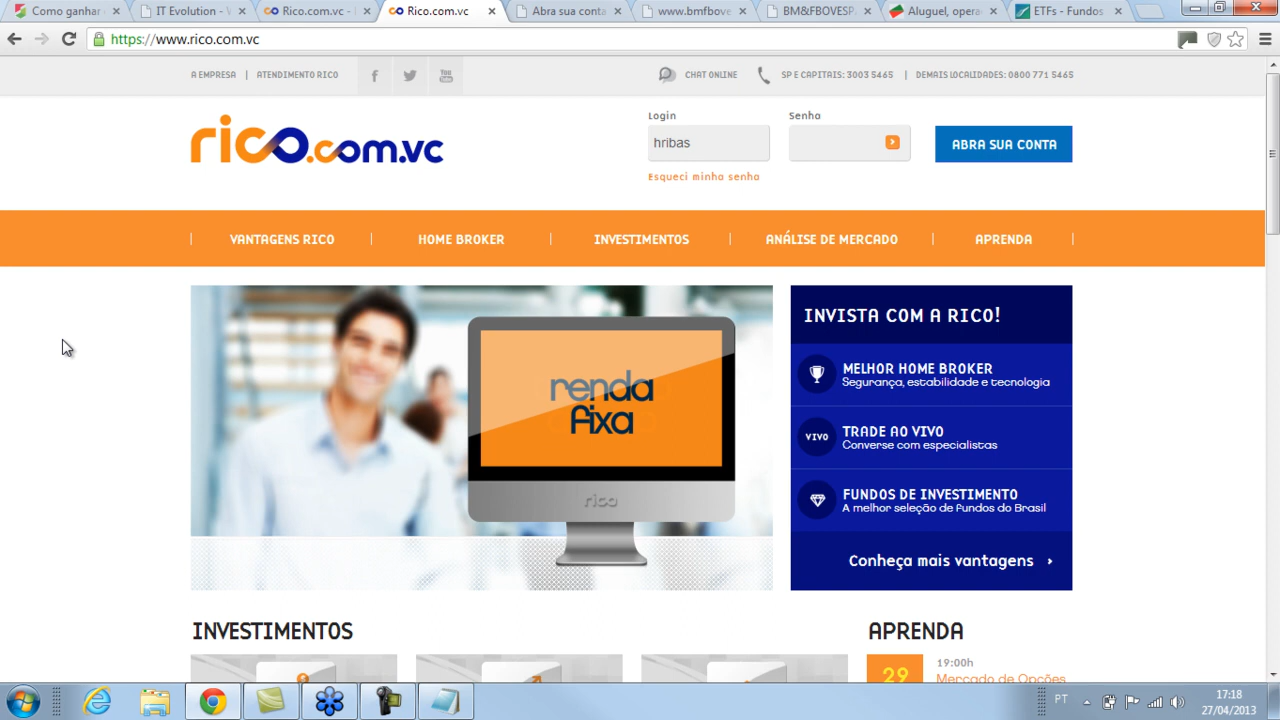 Como ganhar
IT Evolution - V
Rico.com.vc -
Rico.com.vc
Abra sua conta
www.bmfbove
BM&FBOVESP
Aluguel, opera
ETFs - Fundos
https://www.rico.com.vc
A EMPRESA | ATENDIMENTO RICO
CHAT ONLINE
SP E CAPITAIS: 3003 5465 | DEMAIS LOCALIDADES: 0800 771 5465
rico.com.vc
Login
Senha
hribas
ABRA SUA CONTA
Esqueci minha senha
VANTAGENS RICO
HOME BROKER
INVESTIMENTOS
ANÁLISE DE MERCADO
APRENDA
renda
fixa
rico
INVISTA COM A RICO!
MELHOR HOME BROKER
Segurança, estabilidade e tecnologia
VIVO
TRADE AO VIVO
Converse com especialistas
FUNDOS DE INVESTIMENTO
A melhor seleção de Fundos do Brasil
Conheça mais vantagens
INVESTIMENTOS
APRENDA
29
19:00h
Mercado de Opções
PT
17:18
27/04/2013